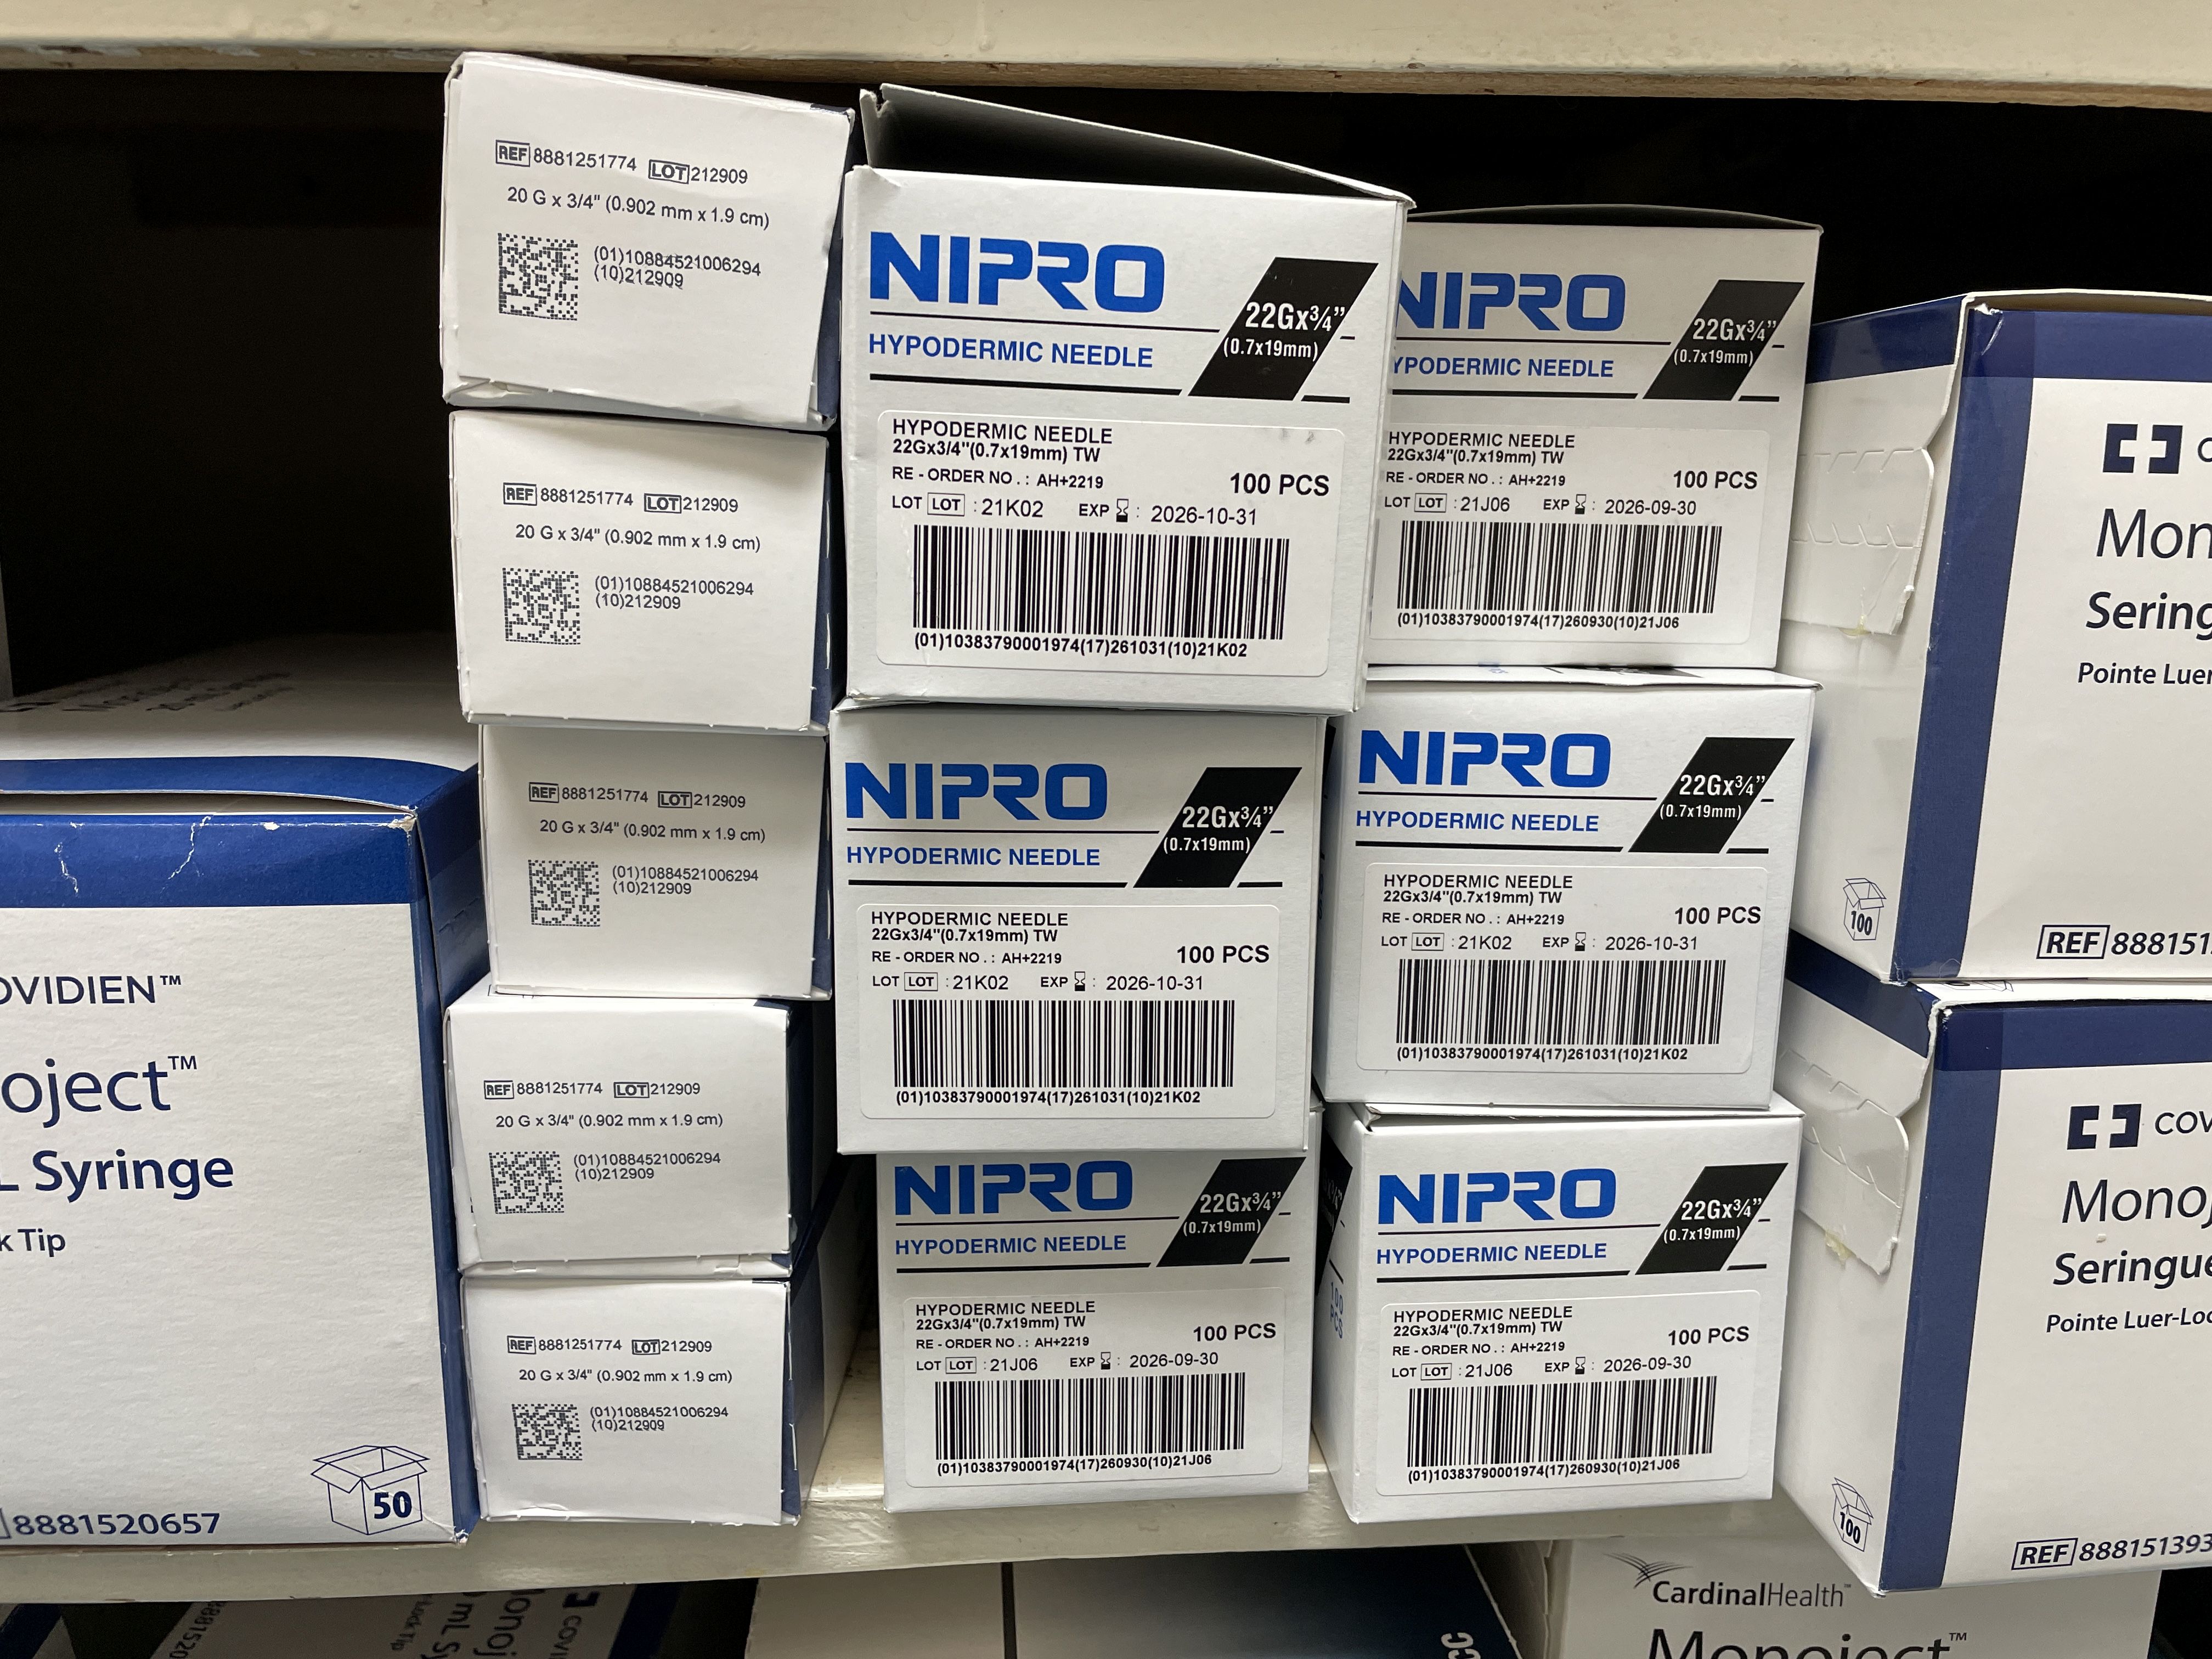 REF 8881251774 LOT 212909
20 G x 3/4" (0.902 mm x 1.9 cm)
(01)10884521006294
(10)212909
REF 8881251774 LOT 212909
20 G x 3/4" (0.902 mm x 1.9 cm)
(01)10884521006294
(10)212909
REF 8881251774 LOT 212909
20 G x 3/4" (0.902 mm x 1.9 cm)
(01)10884521006294
(10)212909
REF 8881251774 LOT 212909
20 G x 3/4" (0.902 mm x 1.9 cm)
(01)10884521006294
(10)212909
REF 8881251774 LOT 212909
20 G x 3/4" (0.902 mm x 1.9 cm)
(01)10884521006294
(10)212909
NIPRO
22Gx¾”
(0.7x19mm)
HYPODERMIC NEEDLE
HYPODERMIC NEEDLE
22Gx3/4"(0.7x19mm) TW
RE - ORDER NO . : AH+2219
100 PCS
LOT LOT : 21K02 EXP : 2026-10-31
(01)10383790001974(17)261031(10)21K02
NIPRO
22Gx¾”
(0.7x19mm)
HYPODERMIC NEEDLE
HYPODERMIC NEEDLE
22Gx3/4"(0.7x19mm) TW
RE - ORDER NO . : AH+2219
100 PCS
LOT LOT : 21K02 EXP : 2026-10-31
(01)10383790001974(17)261031(10)21K02
NIPRO
22Gx¾”
(0.7x19mm)
HYPODERMIC NEEDLE
HYPODERMIC NEEDLE
22Gx3/4"(0.7x19mm) TW
RE - ORDER NO . : AH+2219
100 PCS
LOT LOT : 21J06 EXP : 2026-09-30
(01)10383790001974(17)260930(10)21J06
NIPRO
22Gx¾”
(0.7x19mm)
YPODERMIC NEEDLE
HYPODERMIC NEEDLE
22Gx3/4"(0.7x19mm) TW
RE - ORDER NO . : AH+2219
100 PCS
LOT LOT : 21J06 EXP : 2026-09-30
(01)10383790001974(17)260930(10)21J06
NIPRO
22Gx¾”
(0.7x19mm)
HYPODERMIC NEEDLE
HYPODERMIC NEEDLE
22Gx3/4"(0.7x19mm) TW
RE - ORDER NO . : AH+2219
100 PCS
LOT LOT : 21K02 EXP : 2026-10-31
(01)10383790001974(17)261031(10)21K02
NIPRO
22Gx¾”
(0.7x19mm)
HYPODERMIC NEEDLE
100 PCS
HYPODERMIC NEEDLE
22Gx3/4"(0.7x19mm) TW
RE - ORDER NO . : AH+2219
100 PCS
LOT LOT : 21J06 EXP : 2026-09-30
(01)10383790001974(17)260930(10)21J06
OVIDIEN™
oject™
L Syringe
k Tip
8881520657
50
Mon
Sering
Pointe Luer
100
REF 888151
COV
Monoj
Seringue
Pointe Luer-Loc
100
REF 888151393
CardinalHealth™
Monoject™
888152
k Tip
mL S
Monoj
COV
cc